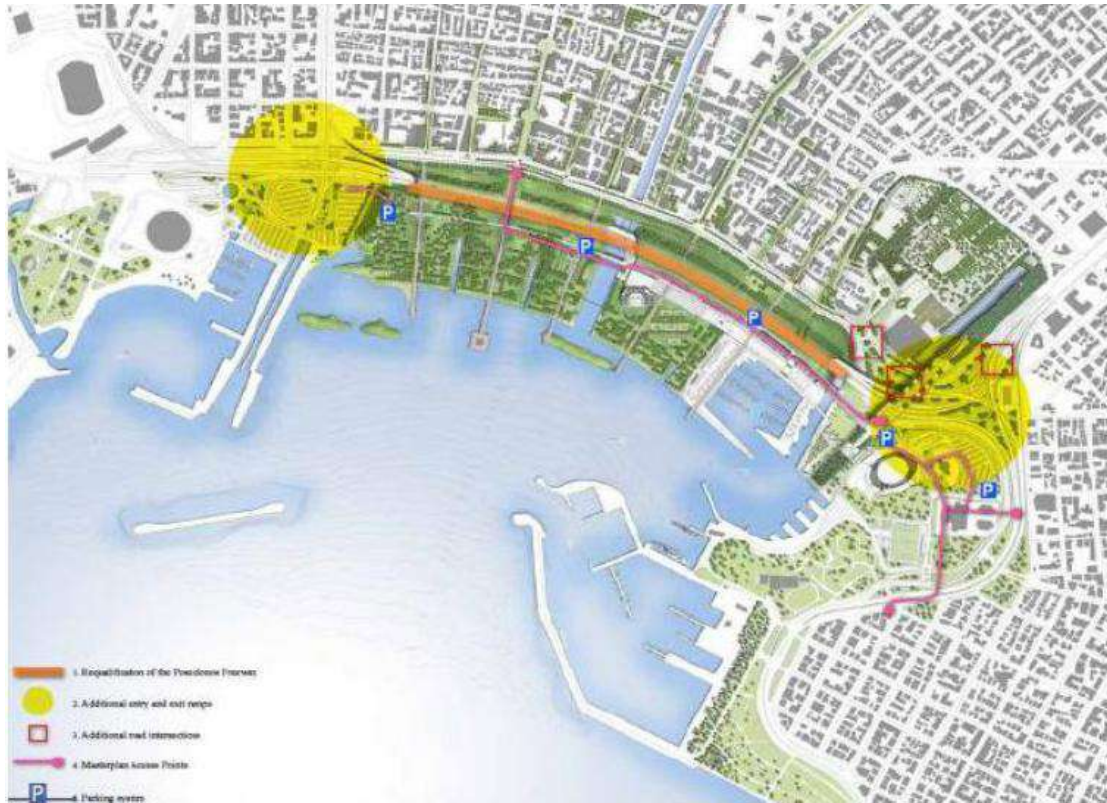 P
P
P
P
P
1. Requalification of the Poseidonos Freeway
2. Additional entry and exit ramps
3. Additional road intersections
4. Masterplan Access Points
P
Parking